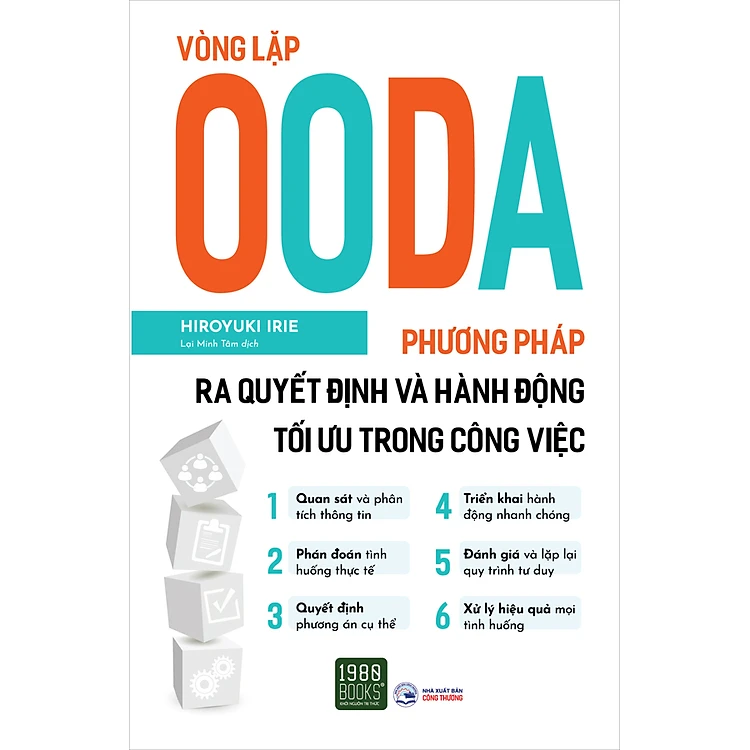 VÒNG LẶP
OODA
HIROYUKI IRIE
Lại Minh Tâm dịch
PHƯƠNG PHÁP
RA QUYẾT ĐỊNH VÀ HÀNH ĐỘNG
TỐI ƯU TRONG CÔNG VIỆC
1 Quan sát và phân
tích thông tin
2 Phán đoán tình
huống thực tế
3 Quyết định
phương án cụ thể
4 Triển khai hành
động nhanh chóng
5 Đánh giá và lặp lại
quy trình tư duy
6 Xử lý hiệu quả mọi
tình huống
1980
BOOKS
KHỞI NGUỒN TRI THỨC
NHÀ XUẤT BẢN
CÔNG THƯƠNG